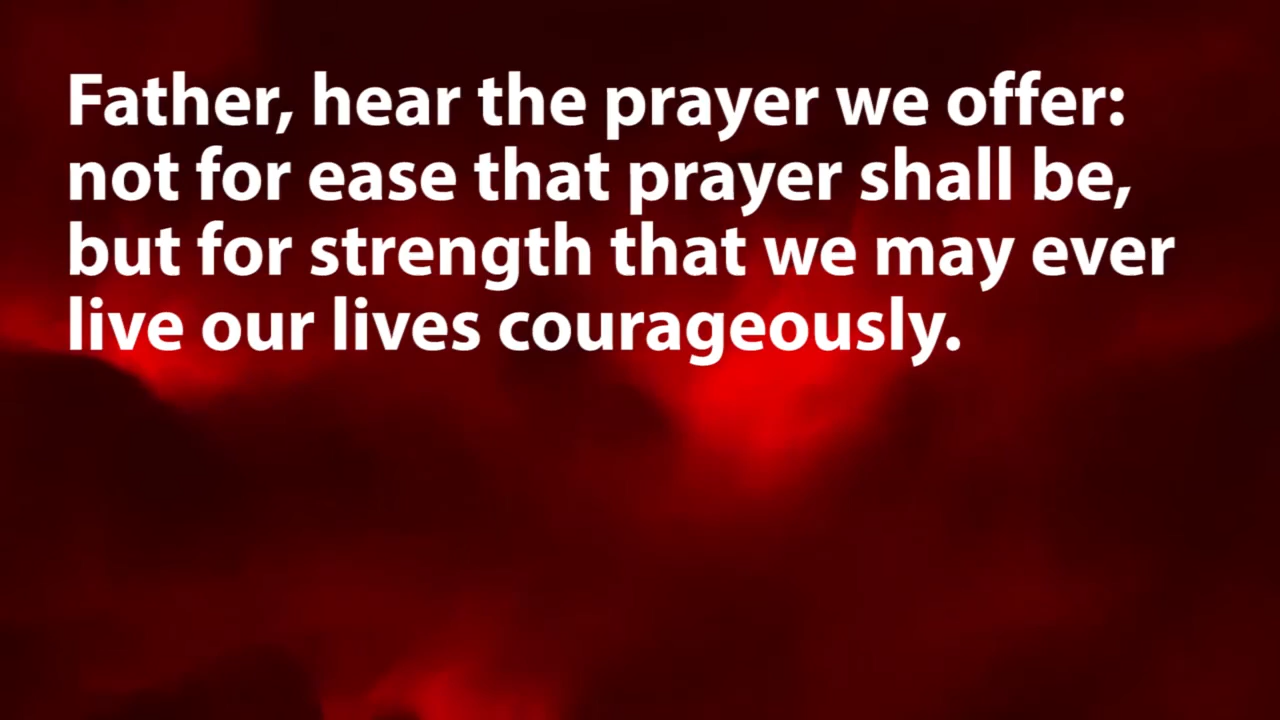 Father, hear the prayer we offer:
not for ease that prayer shall be,
but for strength that we may ever
live our lives courageously.